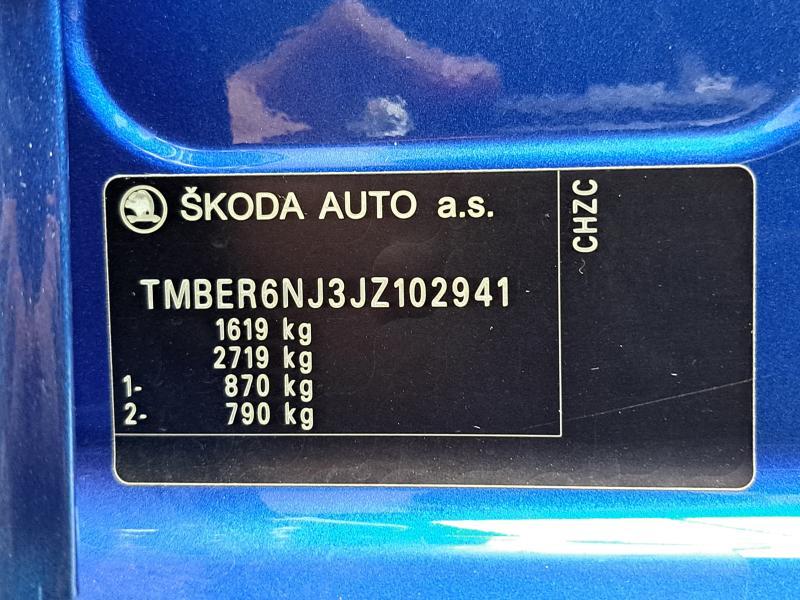 ŠKODA AUTO a.s.
CHZC
TMBER6NJ3JZ102941
1619 kg
2719 kg
1- 870 kg
2- 790 kg